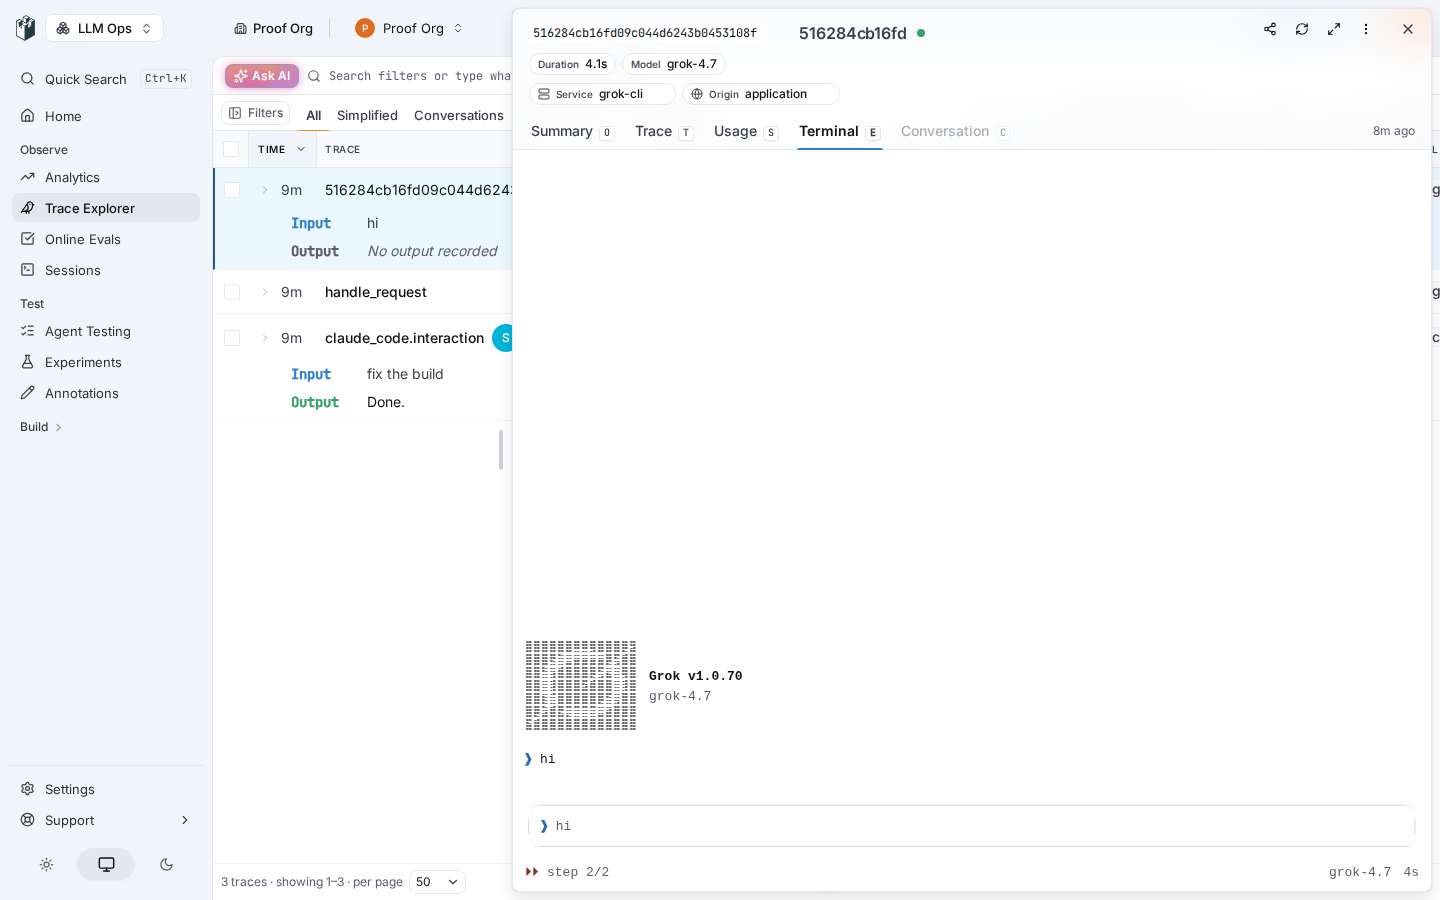 LLM Ops
Proof Org
P Proof Org
Quick Search Ctrl+K
Home
Observe
Analytics
Trace Explorer
Online Evals
Sessions
Test
Agent Testing
Experiments
Annotations
Build
Settings
Support
Ask AI Search filters or type wha
Filters All Simplified Conversations
TIME TRACE
9m 516284cb16fd09c044d6243
Input hi
Output No output recorded
9m handle_request
9m claude_code.interaction S
Input fix the build
Output Done.
3 traces · showing 1–3 · per page 50
516284cb16fd09c044d6243b0453108f 516284cb16fd
Duration 4.1s Model grok-4.7
Service grok-cli Origin application
Summary O Trace T Usage S Terminal E Conversation C 8m ago
Grok v1.0.70
grok-4.7
❱ hi
❱ hi
step 2/2 grok-4.7 4s